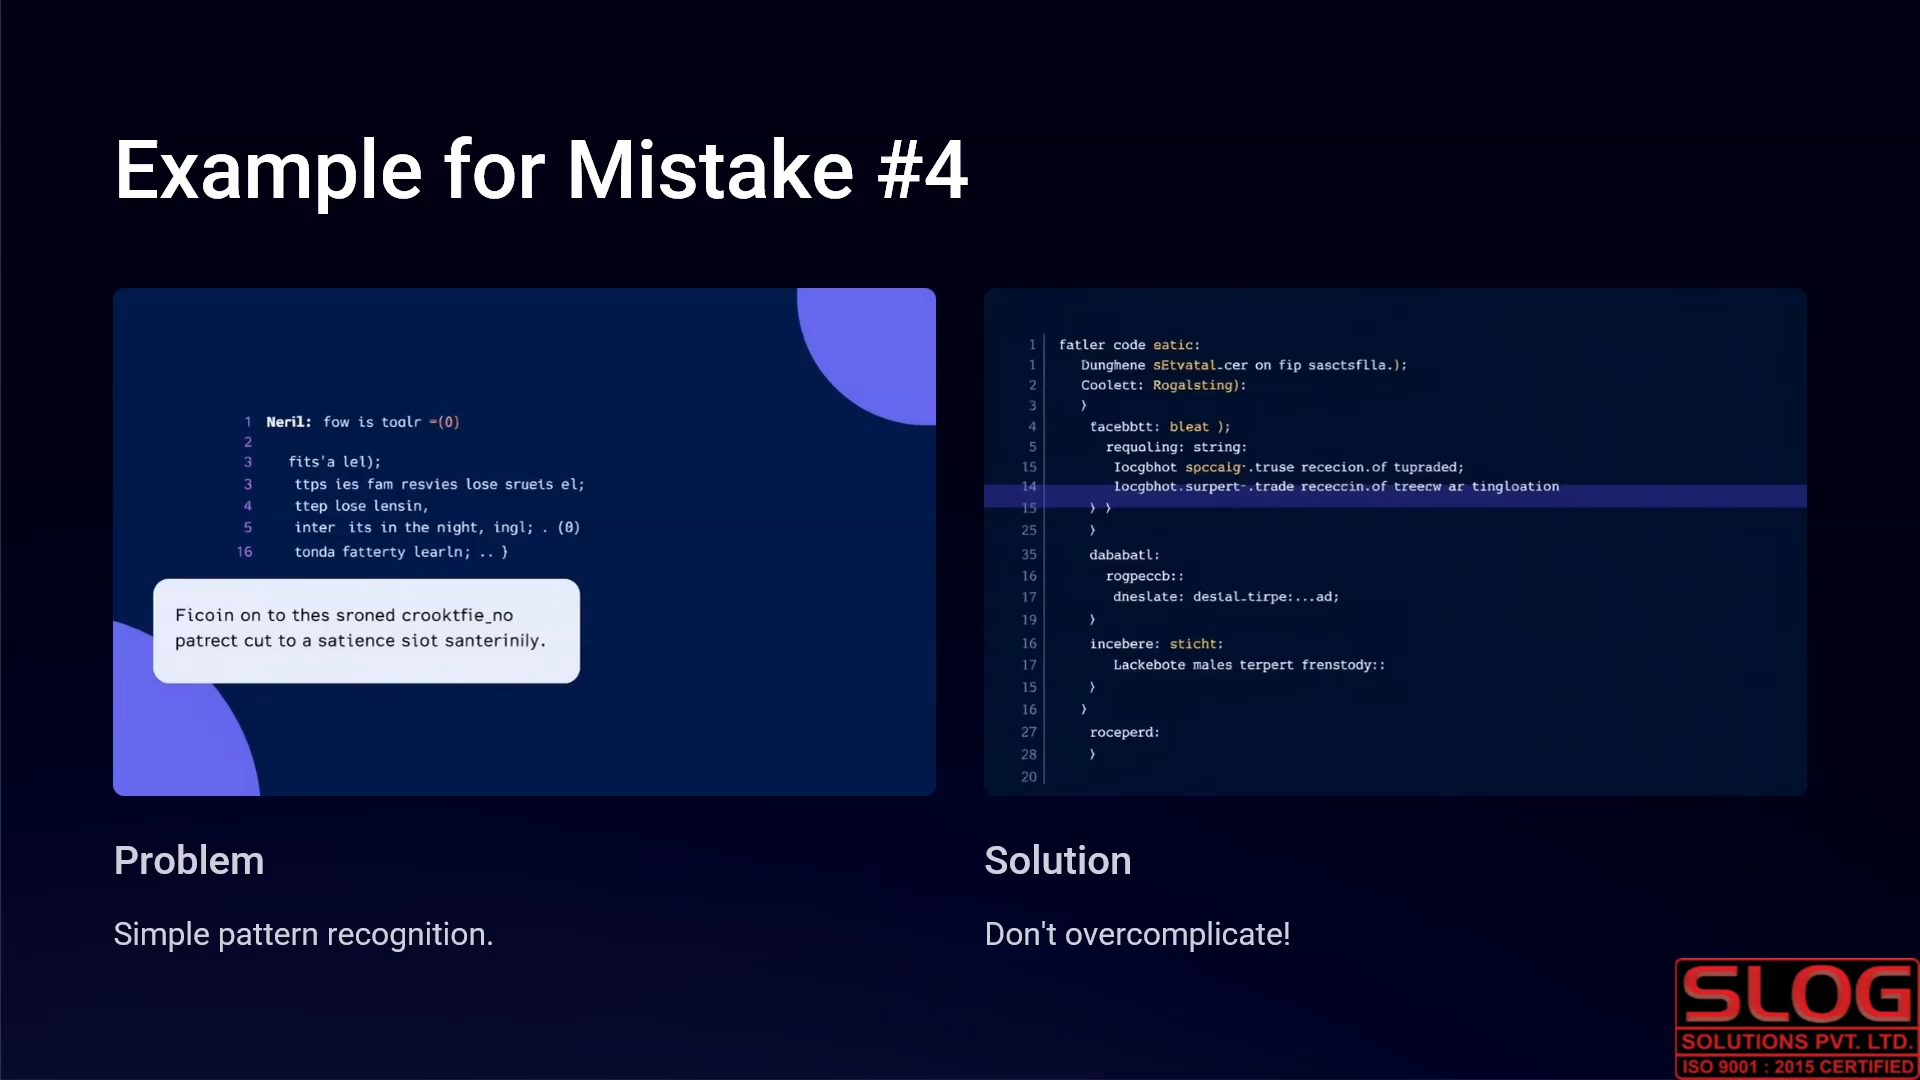 Example for Mistake #4
1 Neril: fow is toalr =(0)
2
3 fits'a lel);
3 ttps ies fam resvies lose srueis el;
4 ttep lose lensin,
5 inter its in the night, ingl; . (0)
16 tonda fatterty learln; .. }
Ficoin on to thes sroned crooktfie_no
patrect cut to a satience siot santerinily.
1 fatler code eatic:
1 Dunghene sEtvatal.cer on fip sasctsflla.);
2 Coolett: Rogalsting):
3 }
4 facebbtt: bleat );
5 requoling: string:
15 Iocgbhot spccaig-.truse rececion.of tupraded;
14 Iocgbhot.surpert-.trade receccin.of treecw ar tingloation
15 } }
25 }
35 dababatl:
16 rogpeccb::
17 dneslate: desial.tirpe:...ad;
19 }
16 incebere: sticht:
17 Lackebote males terpert frenstody::
15 }
16 }
27 roceperd:
28 }
20
Problem
Solution
Simple pattern recognition.
Don't overcomplicate!
SLOG
SOLUTIONS PVT. LTD.
ISO 9001 : 2015 CERTIFIED